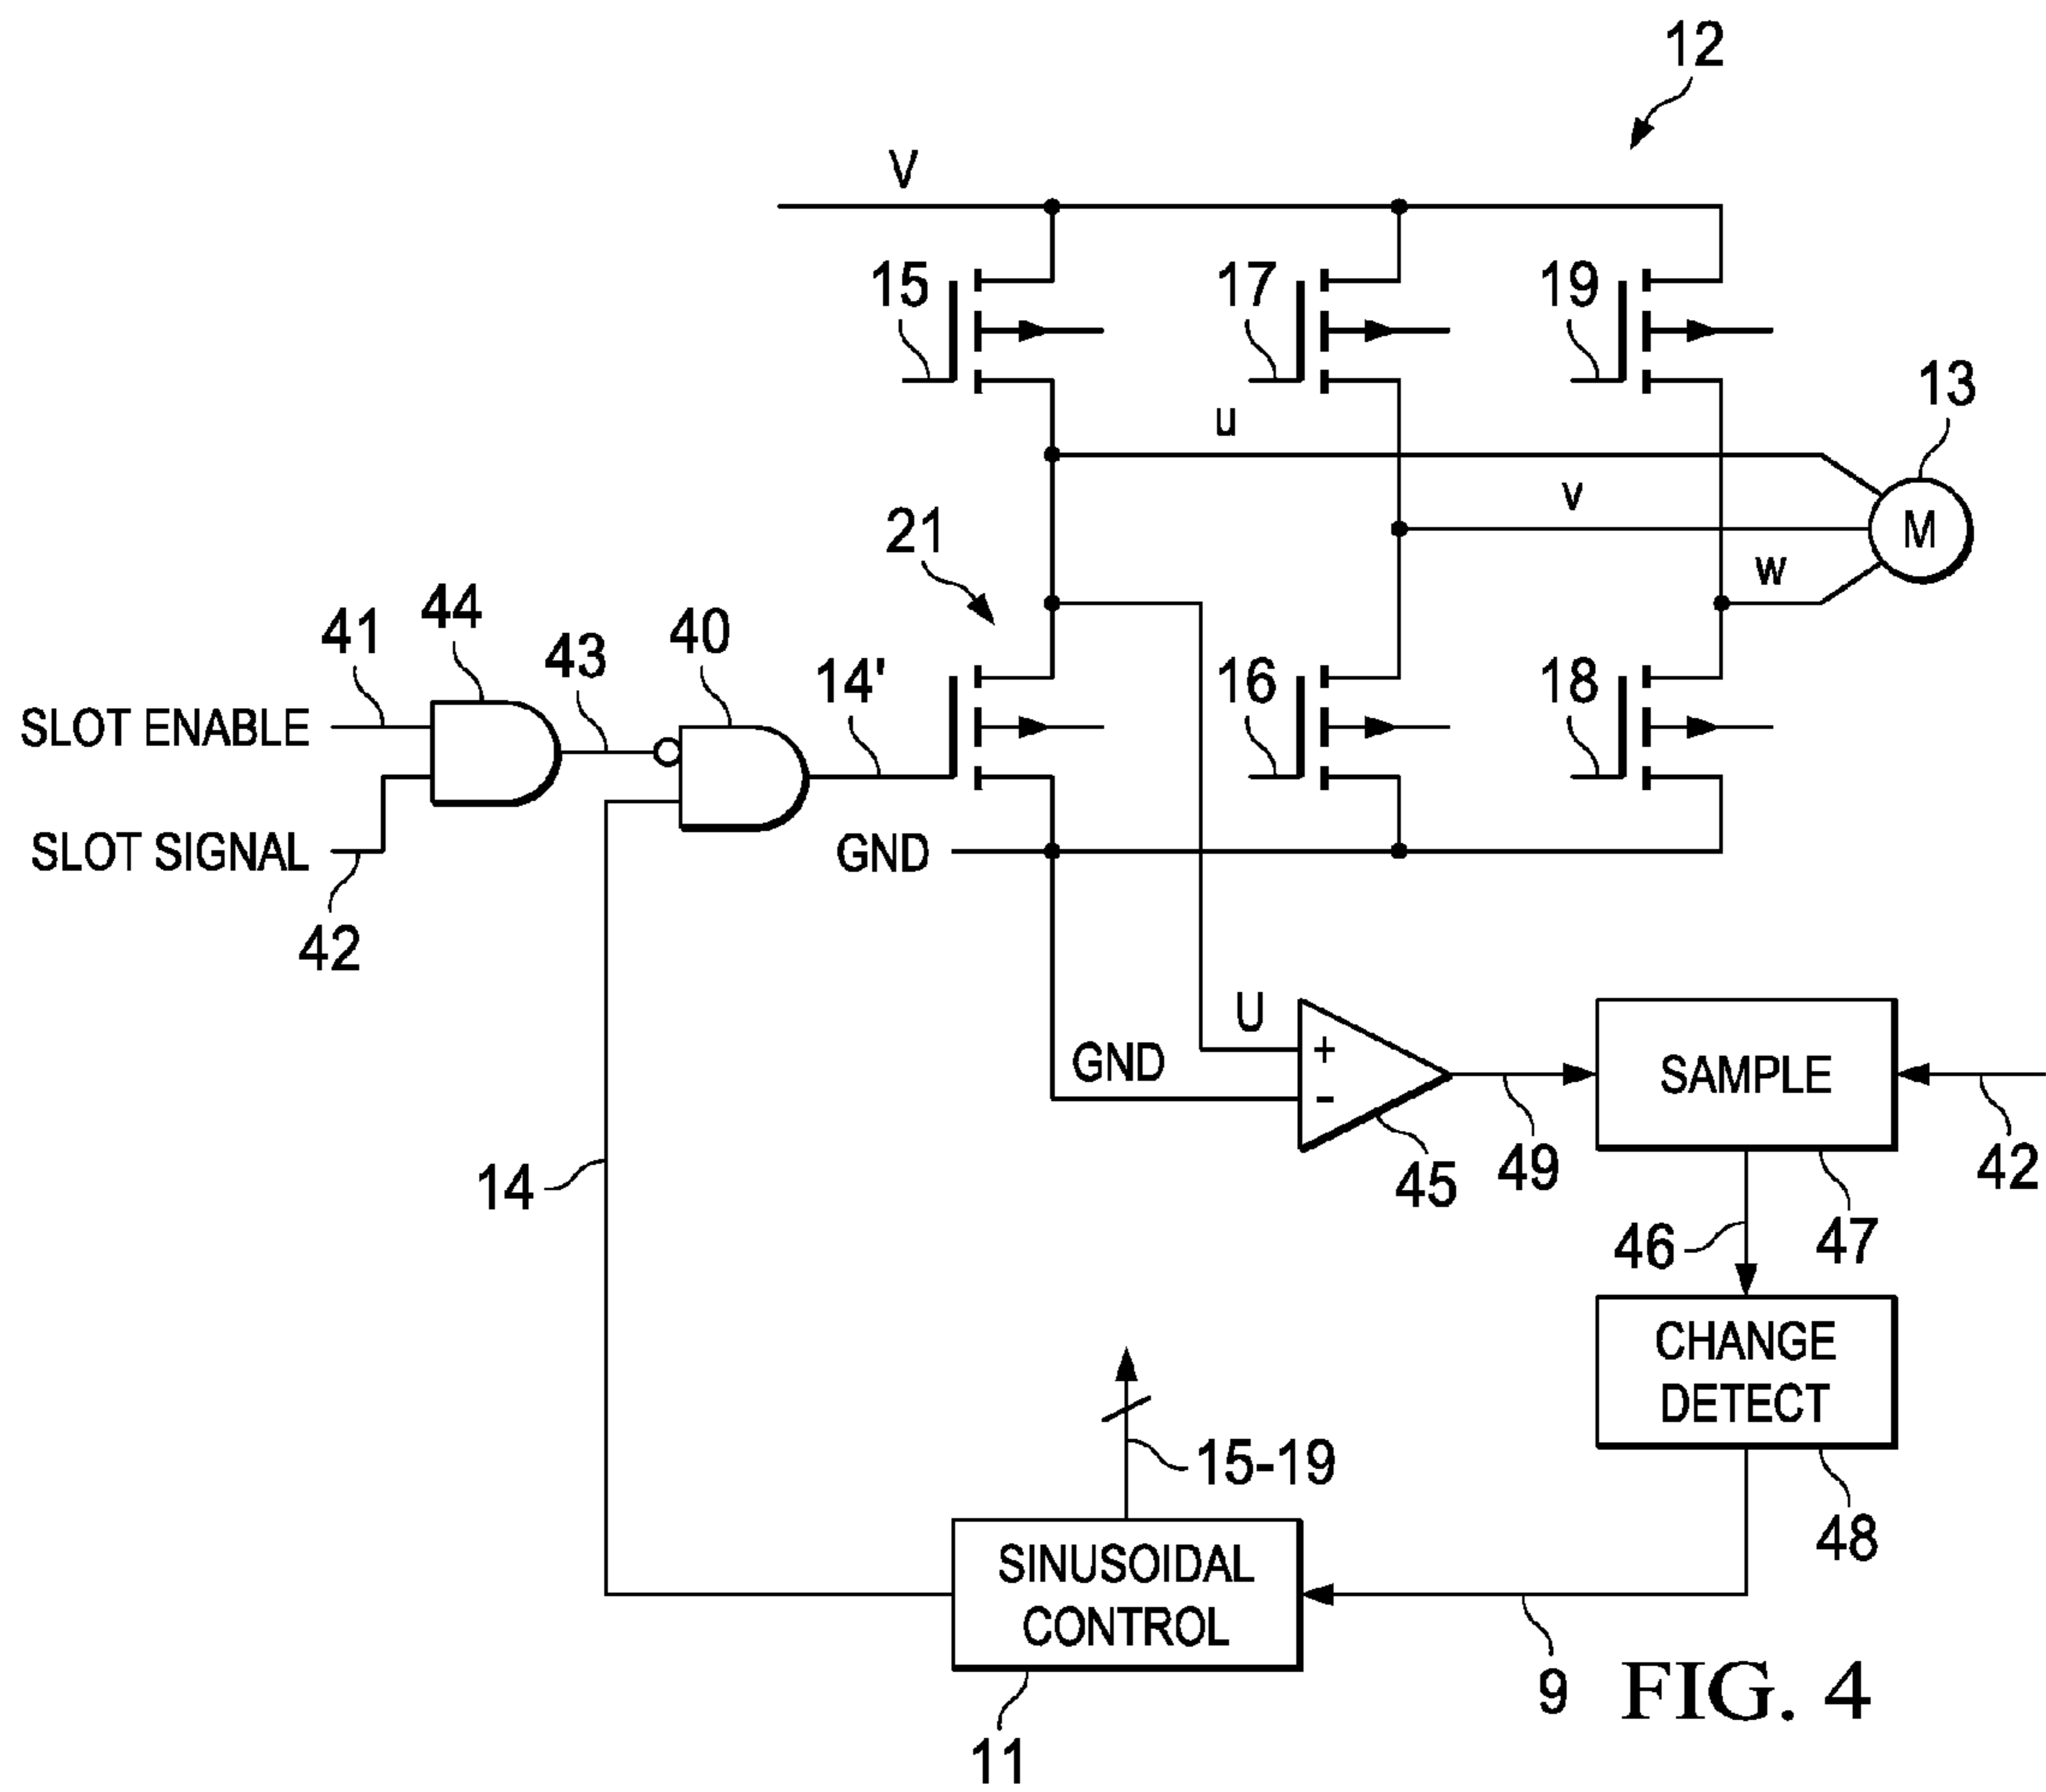 12
V
15
17
19
13
u
v
M
21
w
44
41
40
43
14'
16
18
SLOT ENABLE
SLOT SIGNAL
GND
42
U
GND
+
-
SAMPLE
14
45
49
42
46
47
CHANGE
DETECT
15-19
48
SINUSOIDAL
CONTROL
9
FIG. 4
11